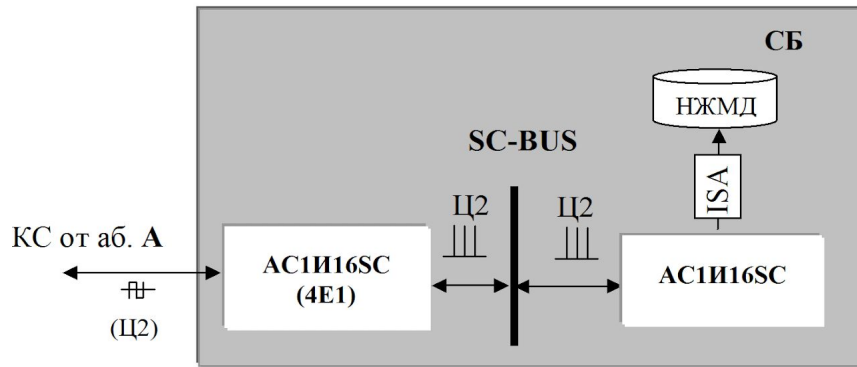 СБ
НЖМД
SC-BUS
ISA
Ц2
Ц2
КС от аб. А
АС1И16SC
(4Е1)
АС1И16SC
(Ц2)